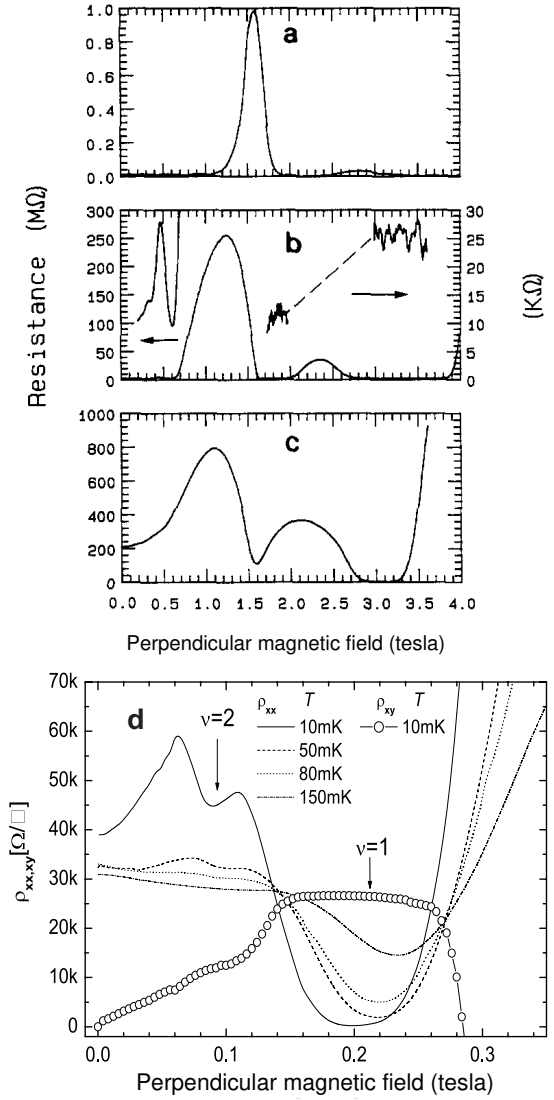 a
1.0
0.8
0.6
0.4
0.2
0.0
Resistance (MΩ)
b
300
250
200
150
100
50
0
30
25
20
15
10
5
0
(KΩ)
c
1000
800
600
400
200
0
0.0 0.5 1.0 1.5 2.0 2.5 3.0 3.5 4.0
Perpendicular magnetic field (tesla)
d
70k
60k
50k
40k
30k
20k
10k
0
ρxx,xy[Ω/□]
ν=2
ν=1
ρxx T ρxy T
10mK 10mK
50mK
80mK
150mK
0.0 0.1 0.2 0.3
Perpendicular magnetic field (tesla)